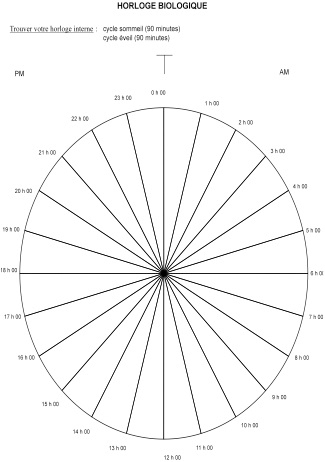 HORLOGE BIOLOGIQUE
Trouver votre horloge interne : cycle sommeil (90 minutes)
cycle éveil (90 minutes)
PM
AM
0 h 00
1 h 00
2 h 00
3 h 00
4 h 00
5 h 00
6 h 00
7 h 00
8 h 00
9 h 00
10 h 00
11 h 00
12 h 00
13 h 00
14 h 00
15 h 00
16 h 00
17 h 00
18 h 00
19 h 00
20 h 00
21 h 00
22 h 00
23 h 00